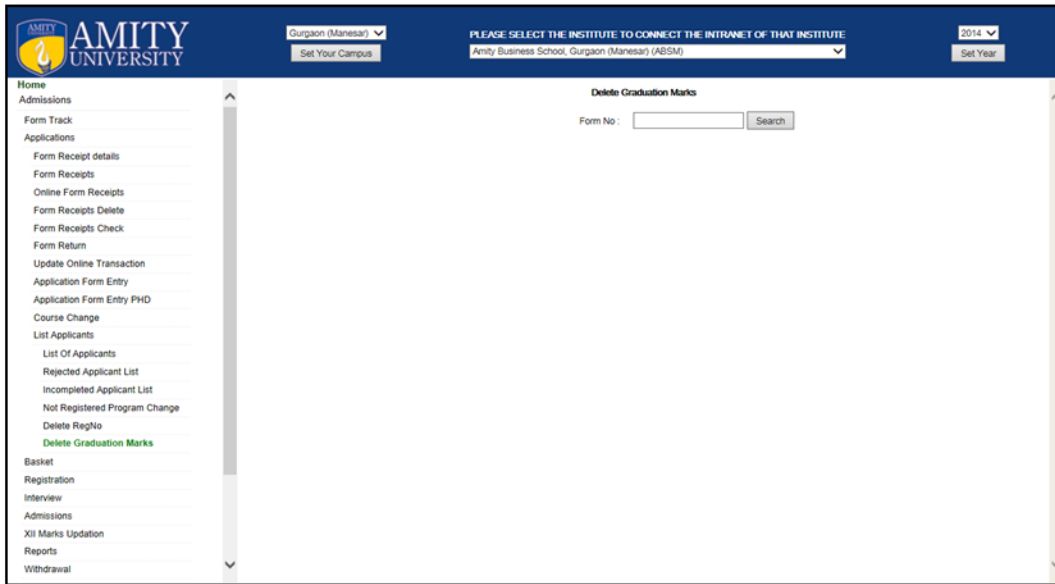 AMITY
AMITY
UNIVERSITY
Gurgaon (Manesar)
Set Your Campus
PLEASE SELECT THE INSTITUTE TO CONNECT THE INTRANET OF THAT INSTITUTE
Amity Business School, Gurgaon (Manesar) (ABSM)
2014
Set Year
Home
Admissions
Form Track
Applications
Form Receipt details
Form Receipts
Online Form Receipts
Form Receipts Delete
Form Receipts Check
Form Return
Update Online Transaction
Application Form Entry
Application Form Entry PHD
Course Change
List Applicants
List Of Applicants
Rejected Applicant List
Incompleted Applicant List
Not Registered Program Change
Delete RegNo
Delete Graduation Marks
Basket
Registration
Interview
Admissions
XII Marks Updation
Reports
Withdrawal
Delete Graduation Marks
Form No :
Search